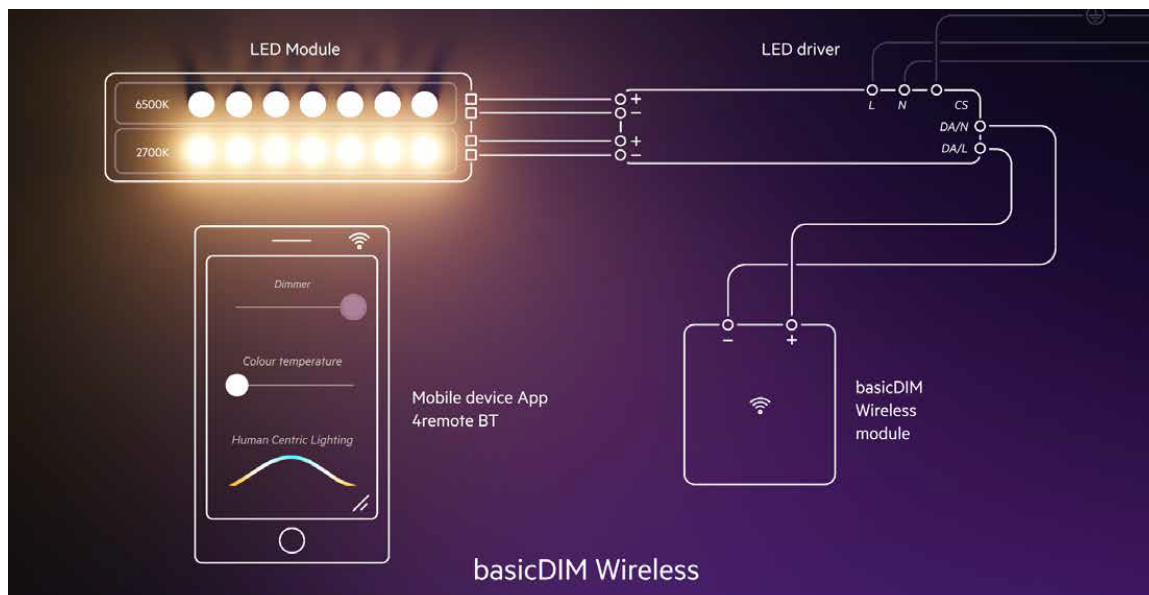 LED Module
LED driver
6500K
2700K
+
−
+
−
L
N
CS
DA/N
DA/L
Dimmer
Colour temperature
Human Centric Lighting
Mobile device App
4remote BT
−
+
basicDIM
Wireless
module
basicDIM Wireless